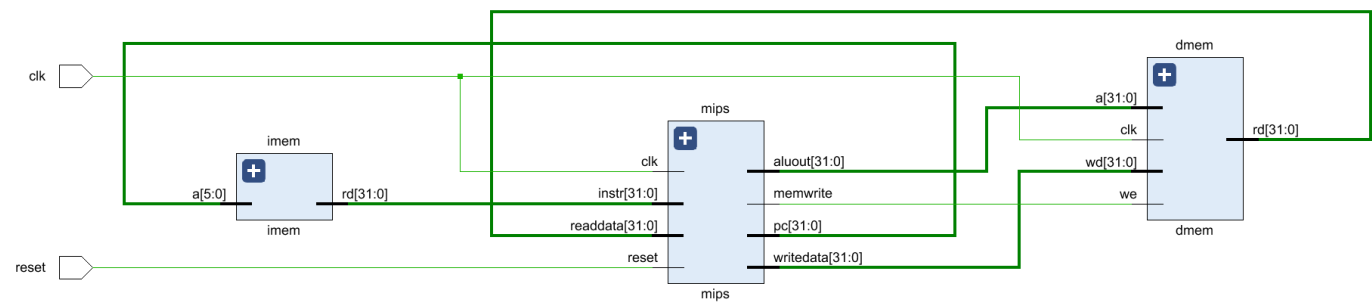 dmem
clk
a[31:0]
mips
clk
rd[31:0]
imem
clk
aluout[31:0]
wd[31:0]
a[5:0]
rd[31:0]
instr[31:0]
memwrite
we
readdata[31:0]
pc[31:0]
imem
dmem
reset
reset
writedata[31:0]
mips